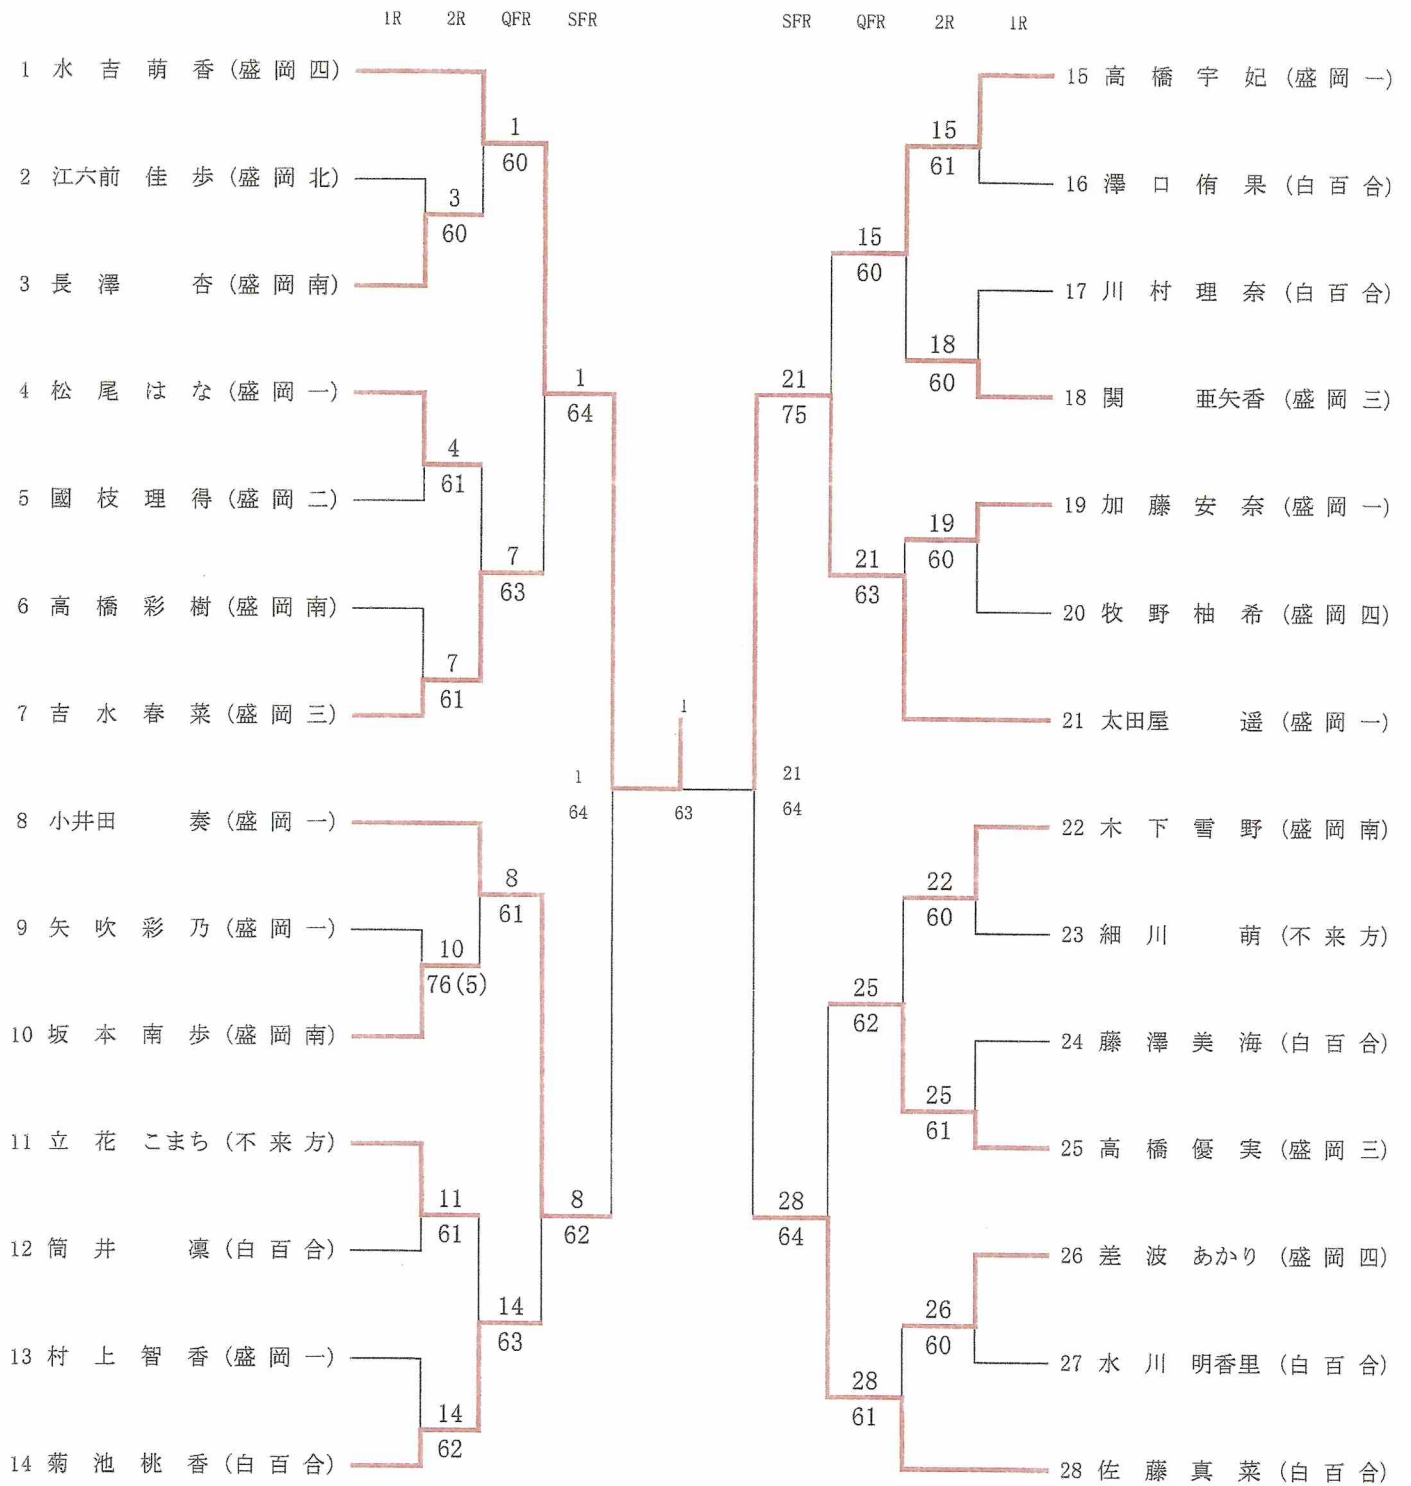 1R 2R QFR SFR
1 水吉萌香 (盛岡四)
1
60
2 江六前佳歩 (盛岡北)
3
60
3 長澤杏 (盛岡南)
4 松尾はな (盛岡一)
1
64
4
61
5 國枝理得 (盛岡二)
7
63
6 高橋彩樹 (盛岡南)
7
61
7 吉水春菜 (盛岡三)
1
64
8 小井田奏 (盛岡一)
8
61
9 矢吹彩乃 (盛岡一)
10
76(5)
10 坂本南歩 (盛岡南)
11 立花こまち (不来方)
11
61
8
62
12 筒井凜 (白百合)
14
63
13 村上智香 (盛岡一)
14
62
14 菊池桃香 (白百合)
1
63
SFR QFR 2R 1R
15 高橋宇妃 (盛岡一)
15
61
16 澤口侑果 (白百合)
15
60
17 川村理奈 (白百合)
18
60
21
75
18 関亜矢香 (盛岡三)
19 加藤安奈 (盛岡一)
19
60
21
63
20 牧野柚希 (盛岡四)
21 太田屋遥 (盛岡一)
21
64
22 木下雪野 (盛岡南)
22
60
23 細川萌 (不来方)
25
62
24 藤澤美海 (白百合)
25
61
25 高橋優実 (盛岡三)
28
64
26 差波あかり (盛岡四)
26
60
27 水川明香里 (白百合)
28
61
28 佐藤真菜 (白百合)